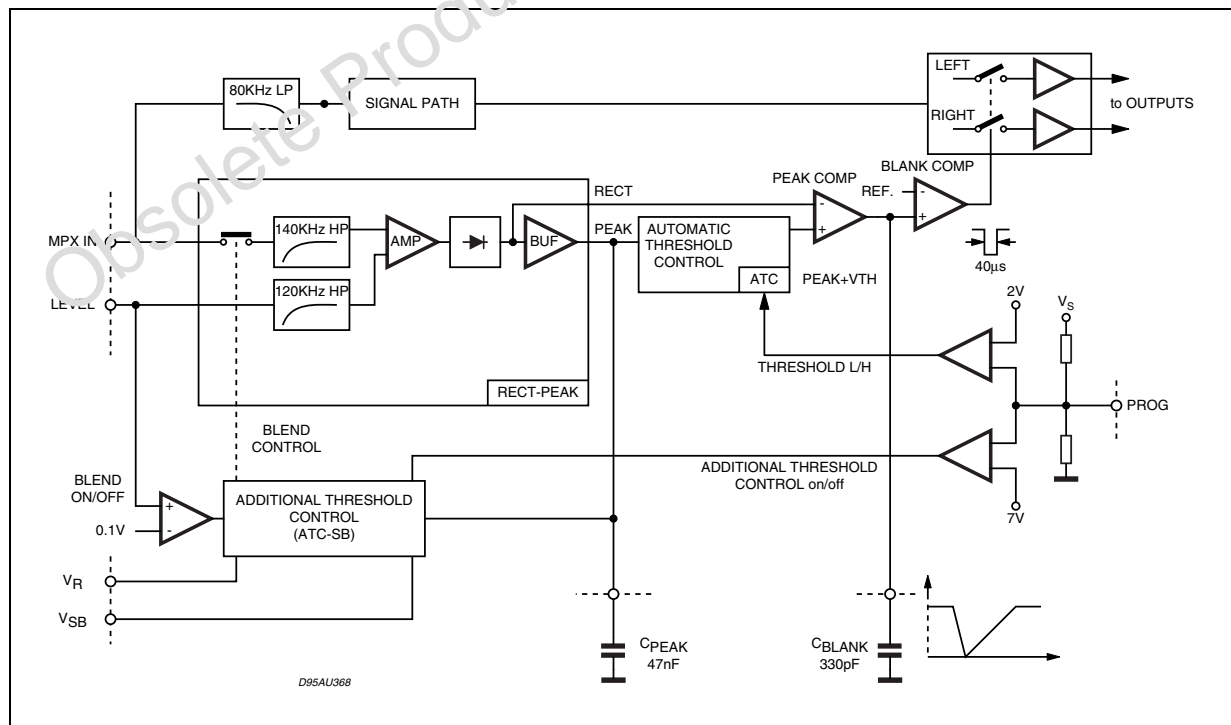 Obsolete Produ
80KHz LP
SIGNAL PATH
LEFT
RIGHT
to OUTPUTS
RECT
PEAK COMP
BLANK COMP
REF.
-
+
-
+
MPX IN
140KHz HP
AMP
BUF
PEAK
AUTOMATIC
THRESHOLD
CONTROL
ATC
PEAK+VTH
40µs
LEVEL
120KHz HP
2V
VS
THRESHOLD L/H
RECT-PEAK
PROG
BLEND
CONTROL
ADDITIONAL THRESHOLD
CONTROL on/off
7V
BLEND
ON/OFF
+
-
0.1V
ADDITIONAL THRESHOLD
CONTROL
(ATC-SB)
VR
VSB
CPEAK
47nF
CBLANK
330pF
D95AU368